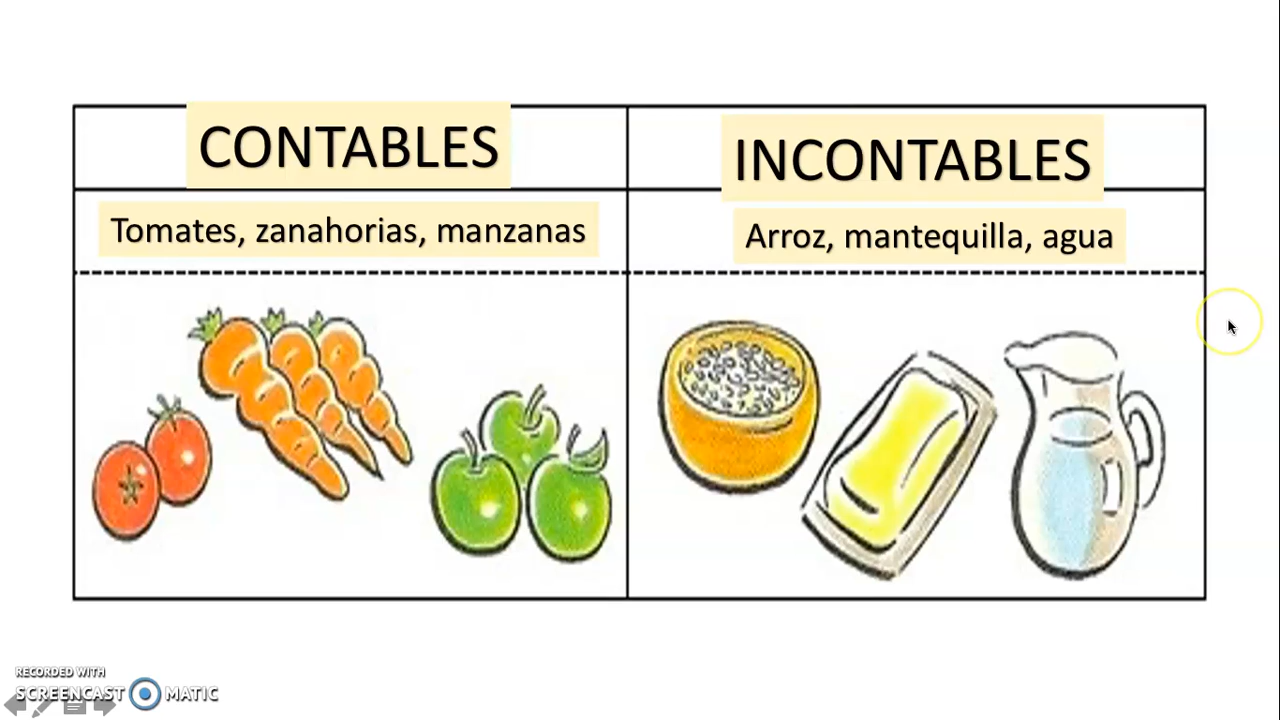 CONTABLES
INCONTABLES
Tomates, zanahorias, manzanas
Arroz, mantequilla, agua
RECORDED WITH
SCREENCAST MATIC